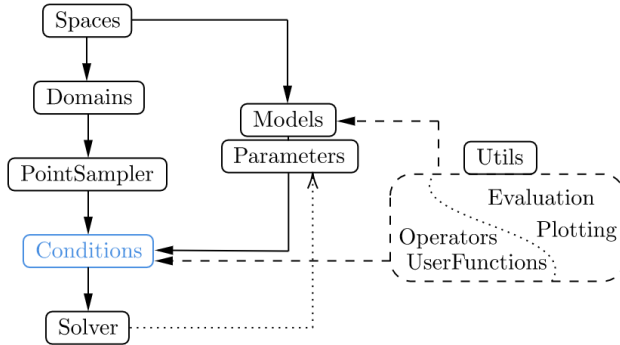 Spaces
Domains
Models
Parameters
Utils
PointSampler
Evaluation
Plotting
Operators
Conditions
UserFunctions
Solver